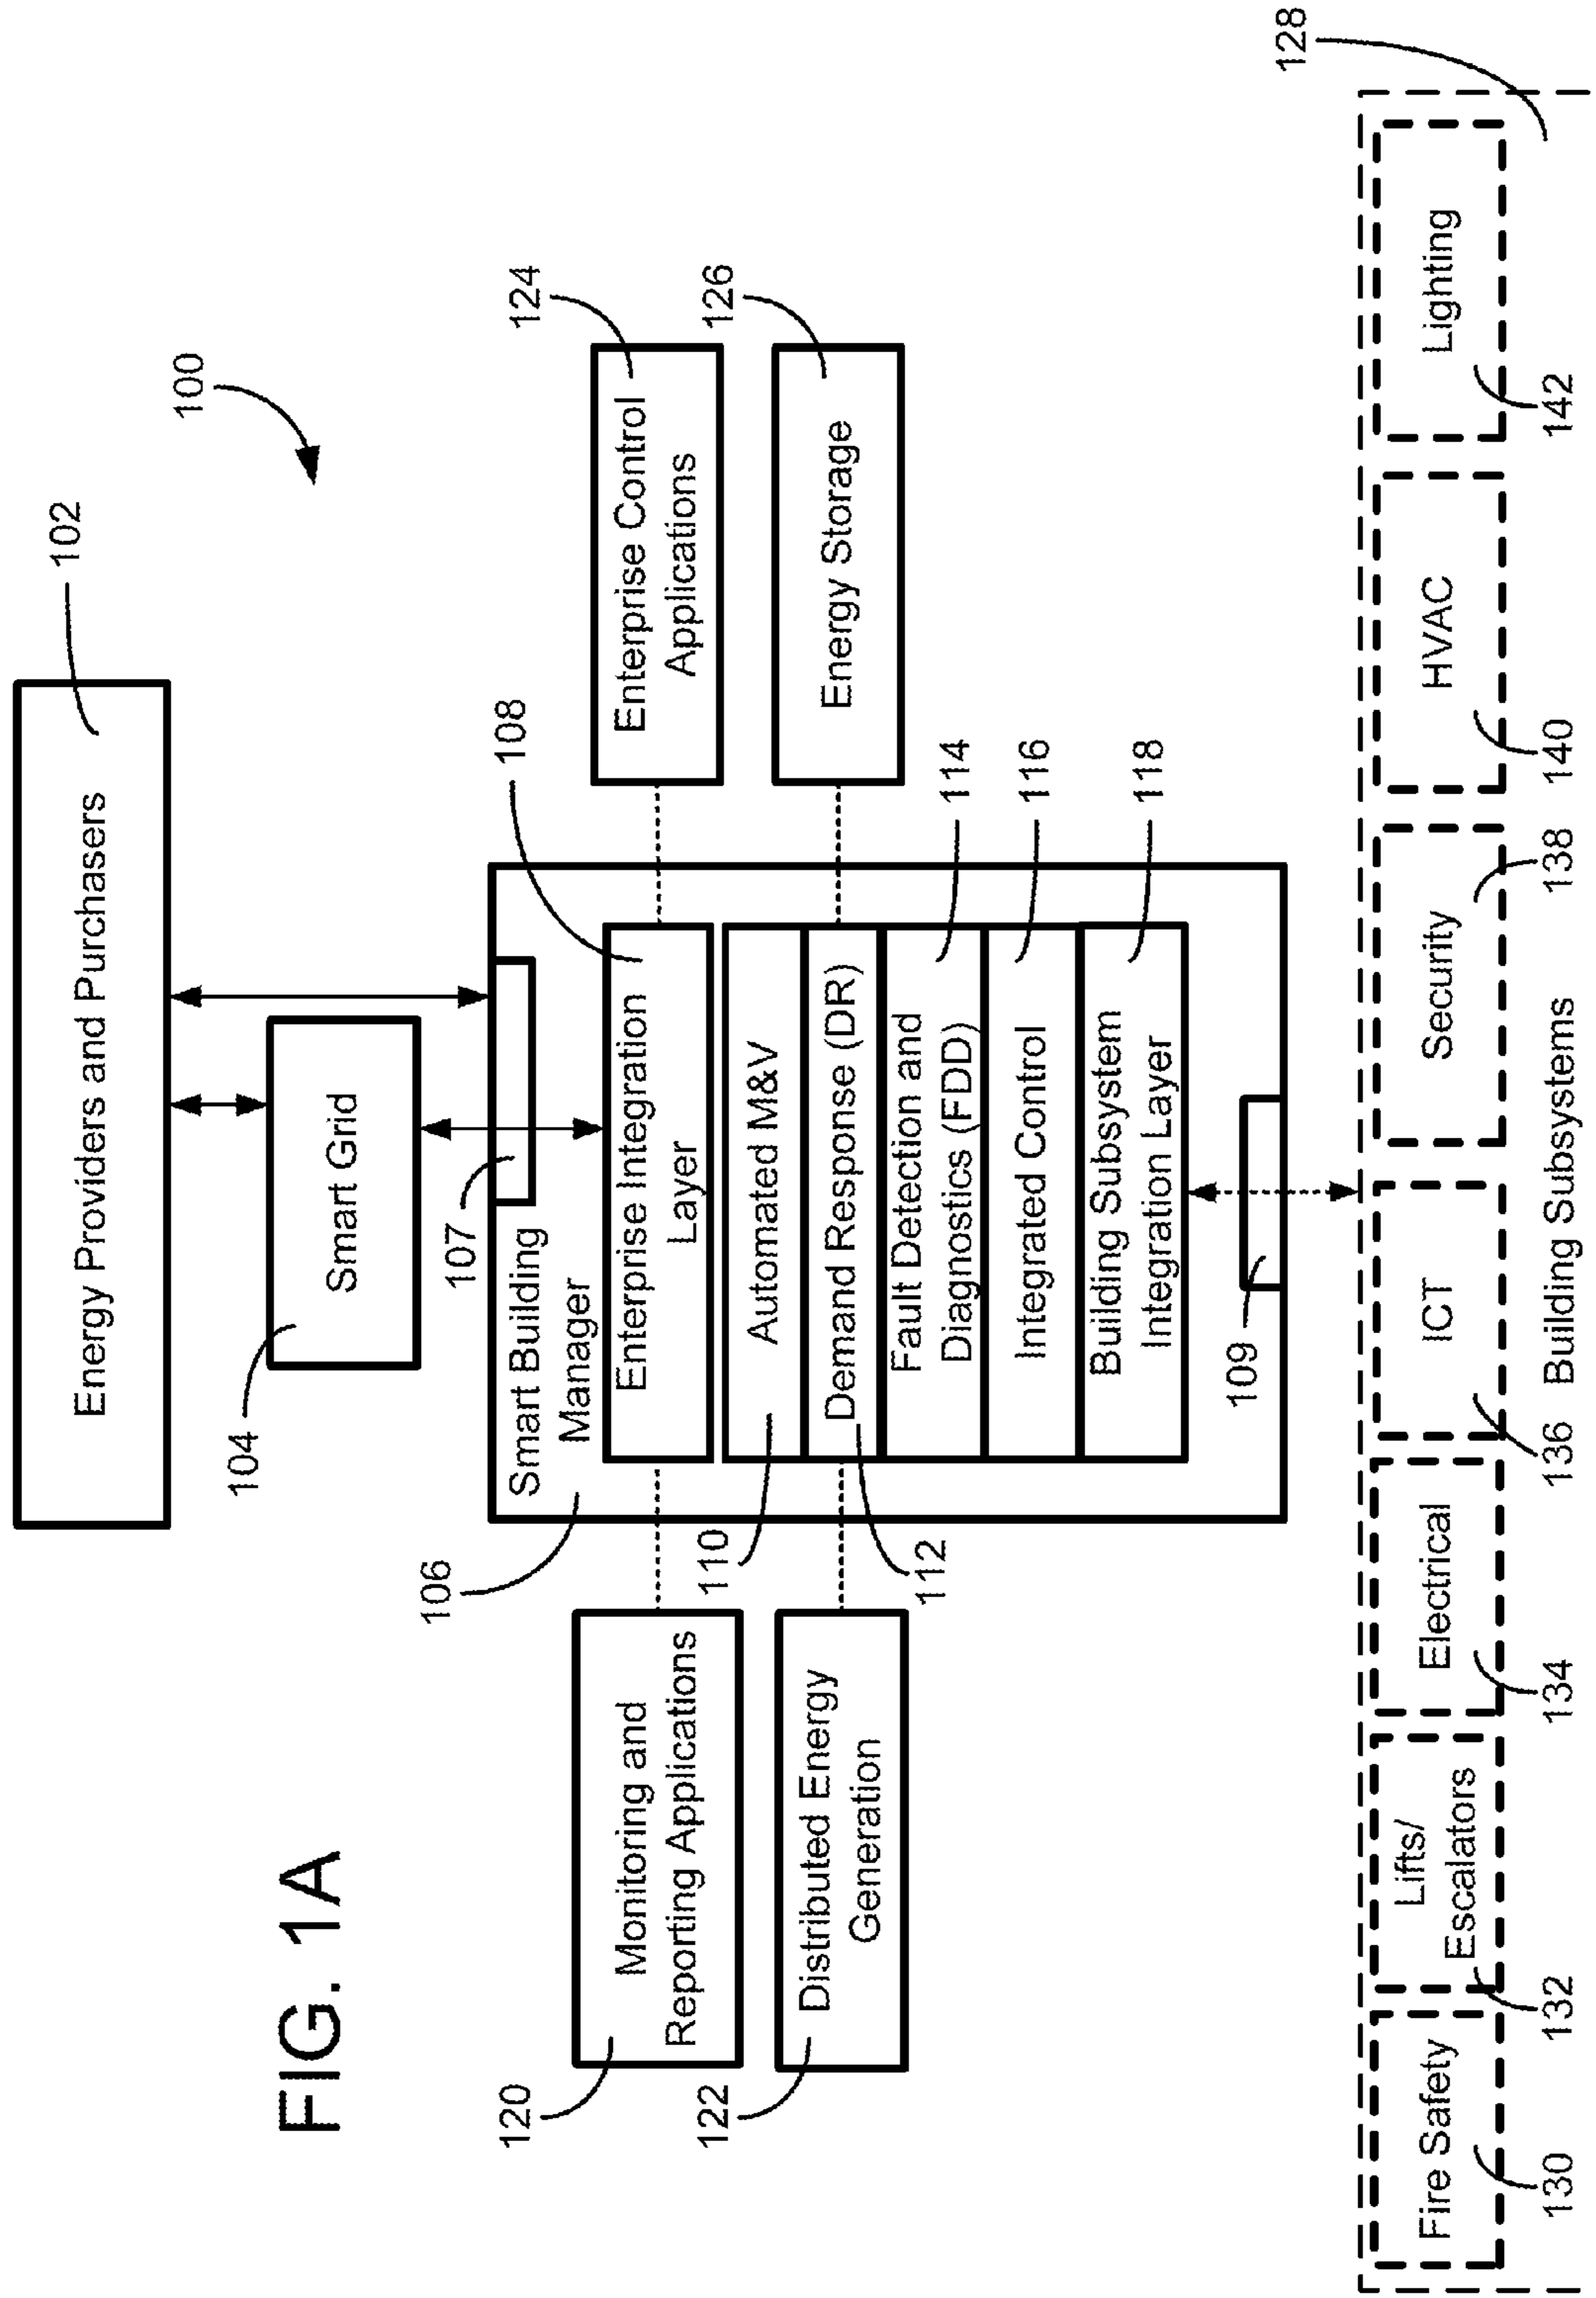 FIG. 1A
100
Energy Providers and Purchasers
102
Smart Grid
104
107
Smart Building
Manager
106
108
Enterprise Integration
Layer
Automated M&V
110
Demand Response (DR)
112
Fault Detection and
Diagnostics (FDD)
114
Integrated Control
116
Building Subsystem
Integration Layer
118
109
120
Monitoring and
Reporting Applications
122
Distributed Energy
Generation
124
Enterprise Control
Applications
126
Energy Storage
Fire Safety
130
Lifts/
Escalators
132
Electrical
134
ICT
136
Security
138
HVAC
140
Lighting
142
Building Subsystems
128